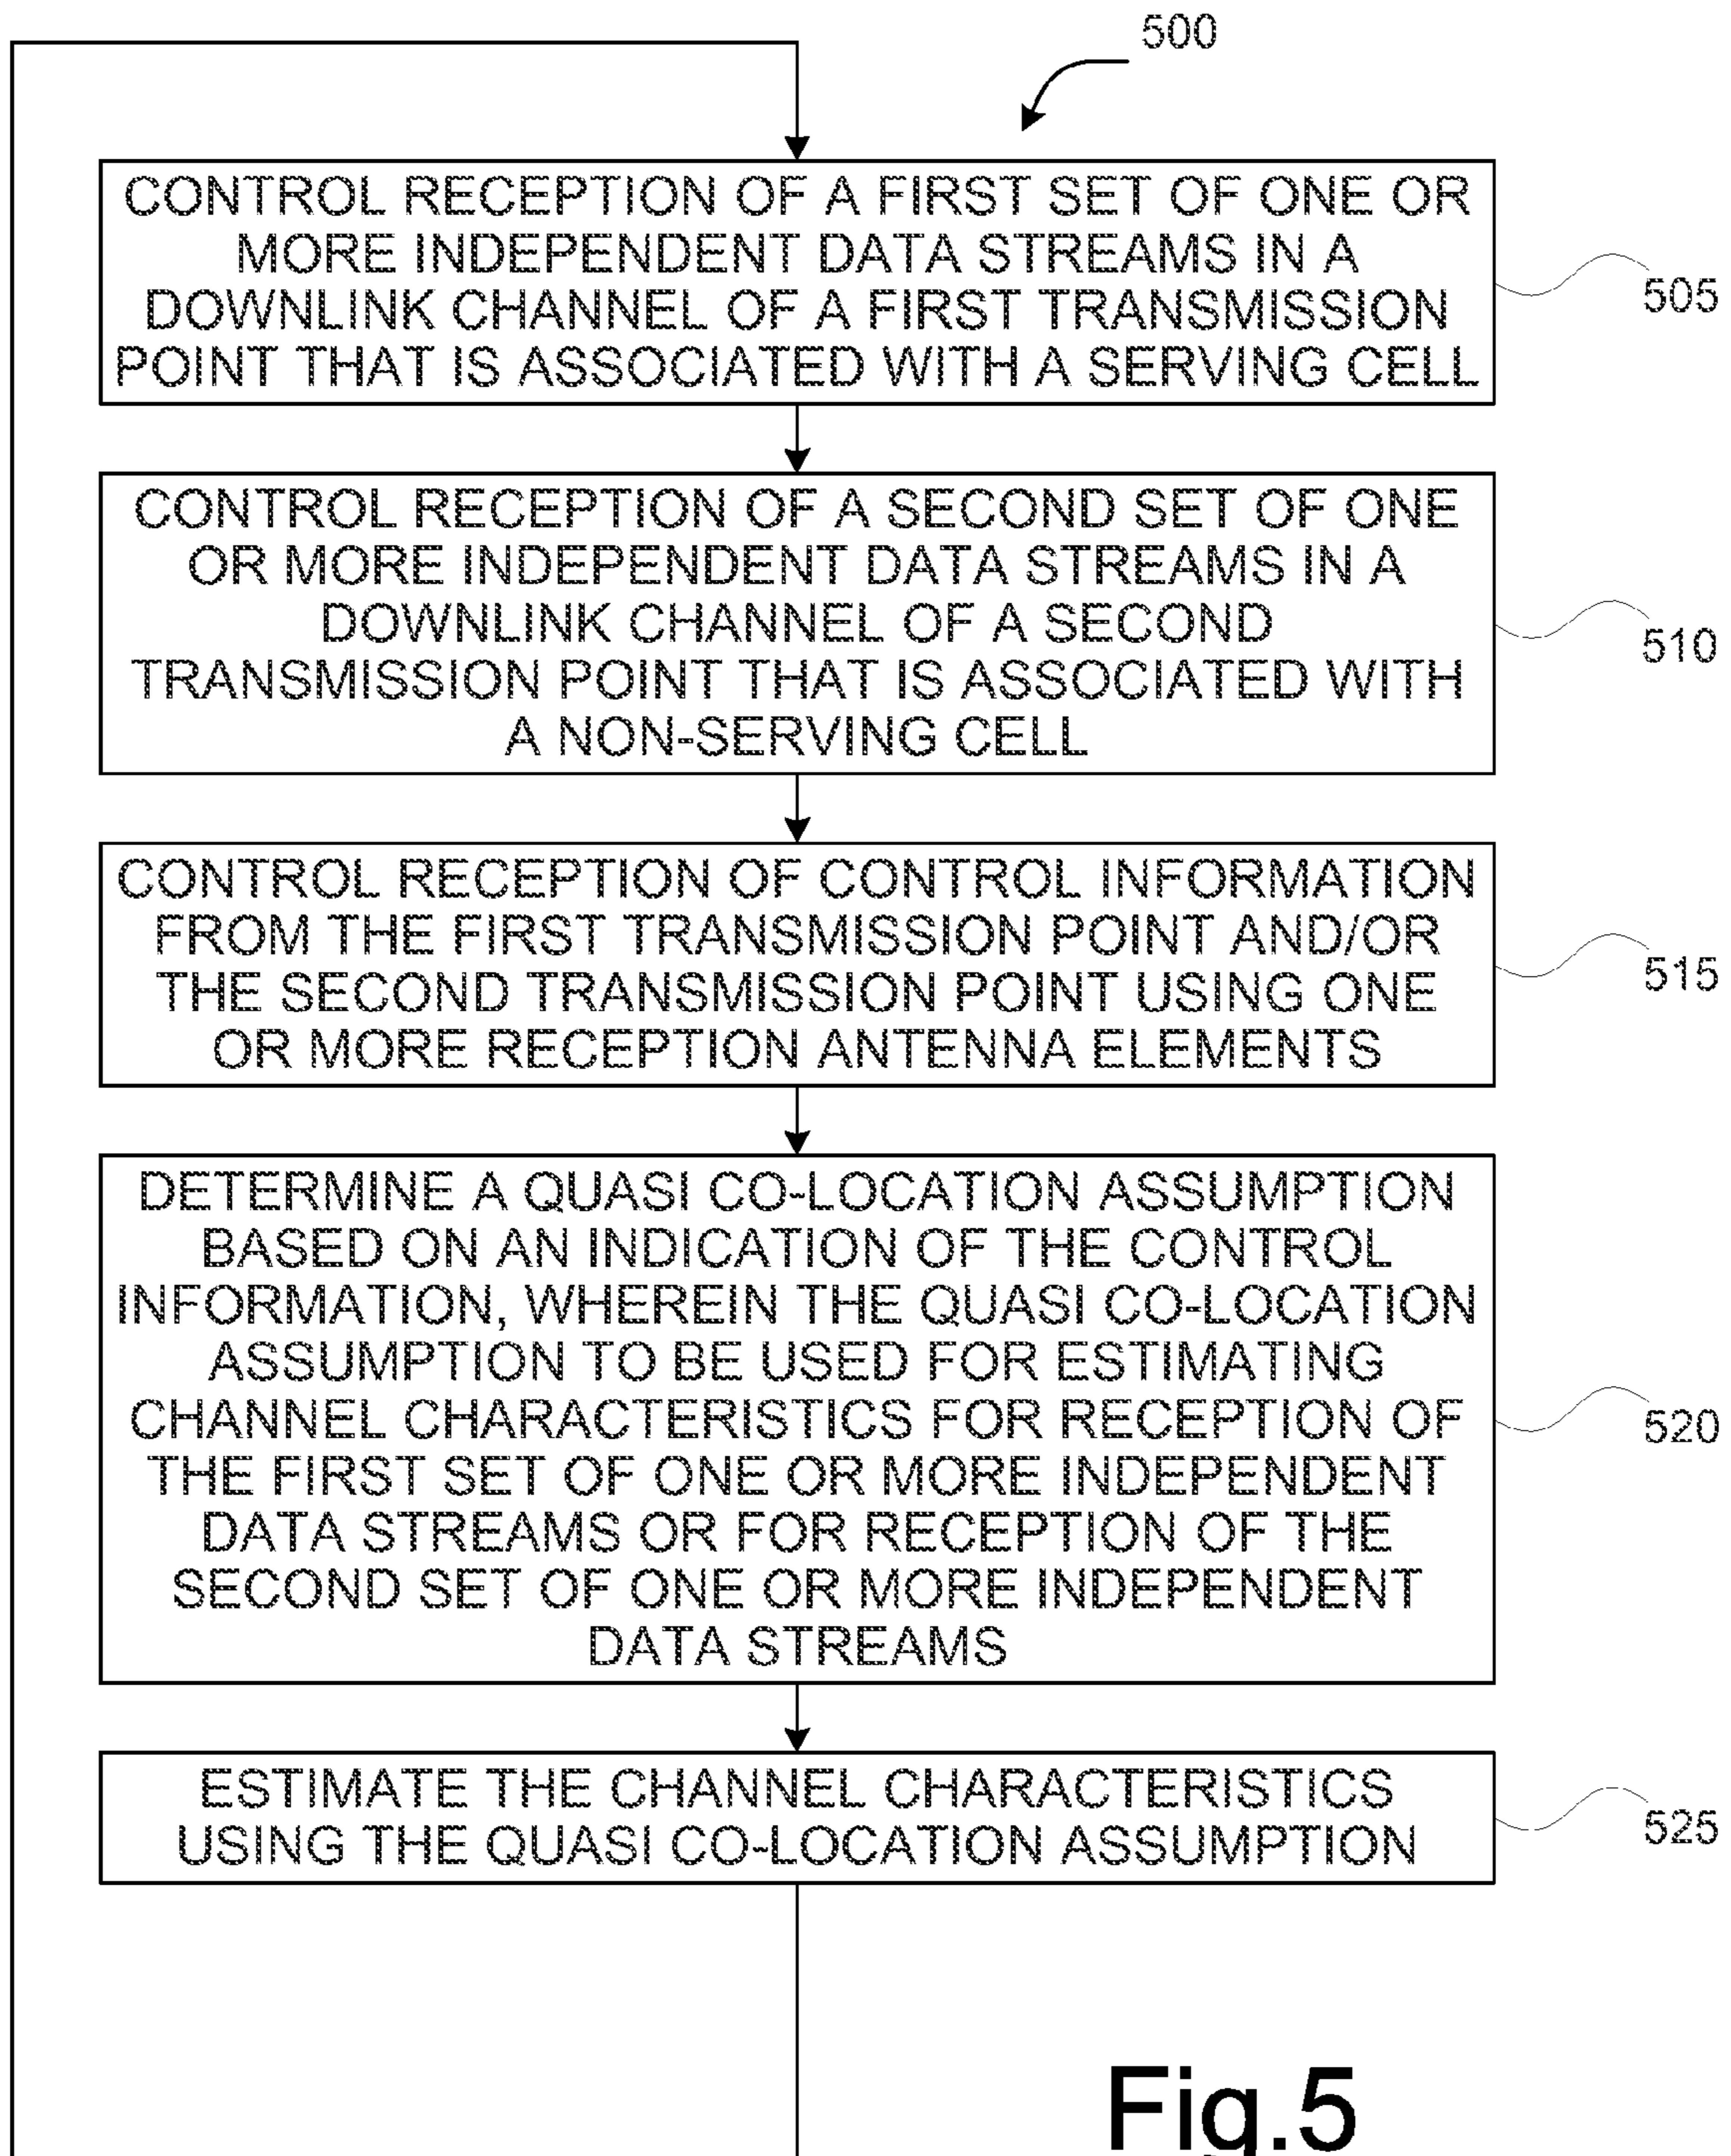 500
CONTROL RECEPTION OF A FIRST SET OF ONE OR
MORE INDEPENDENT DATA STREAMS IN A
DOWNLINK CHANNEL OF A FIRST TRANSMISSION
POINT THAT IS ASSOCIATED WITH A SERVING CELL
505
CONTROL RECEPTION OF A SECOND SET OF ONE
OR MORE INDEPENDENT DATA STREAMS IN A
DOWNLINK CHANNEL OF A SECOND
TRANSMISSION POINT THAT IS ASSOCIATED WITH
A NON-SERVING CELL
510
CONTROL RECEPTION OF CONTROL INFORMATION
FROM THE FIRST TRANSMISSION POINT AND/OR
THE SECOND TRANSMISSION POINT USING ONE
OR MORE RECEPTION ANTENNA ELEMENTS
515
DETERMINE A QUASI CO-LOCATION ASSUMPTION
BASED ON AN INDICATION OF THE CONTROL
INFORMATION, WHEREIN THE QUASI CO-LOCATION
ASSUMPTION TO BE USED FOR ESTIMATING
CHANNEL CHARACTERISTICS FOR RECEPTION OF
THE FIRST SET OF ONE OR MORE INDEPENDENT
DATA STREAMS OR FOR RECEPTION OF THE
SECOND SET OF ONE OR MORE INDEPENDENT
DATA STREAMS
520
ESTIMATE THE CHANNEL CHARACTERISTICS
USING THE QUASI CO-LOCATION ASSUMPTION
525
Fig.5